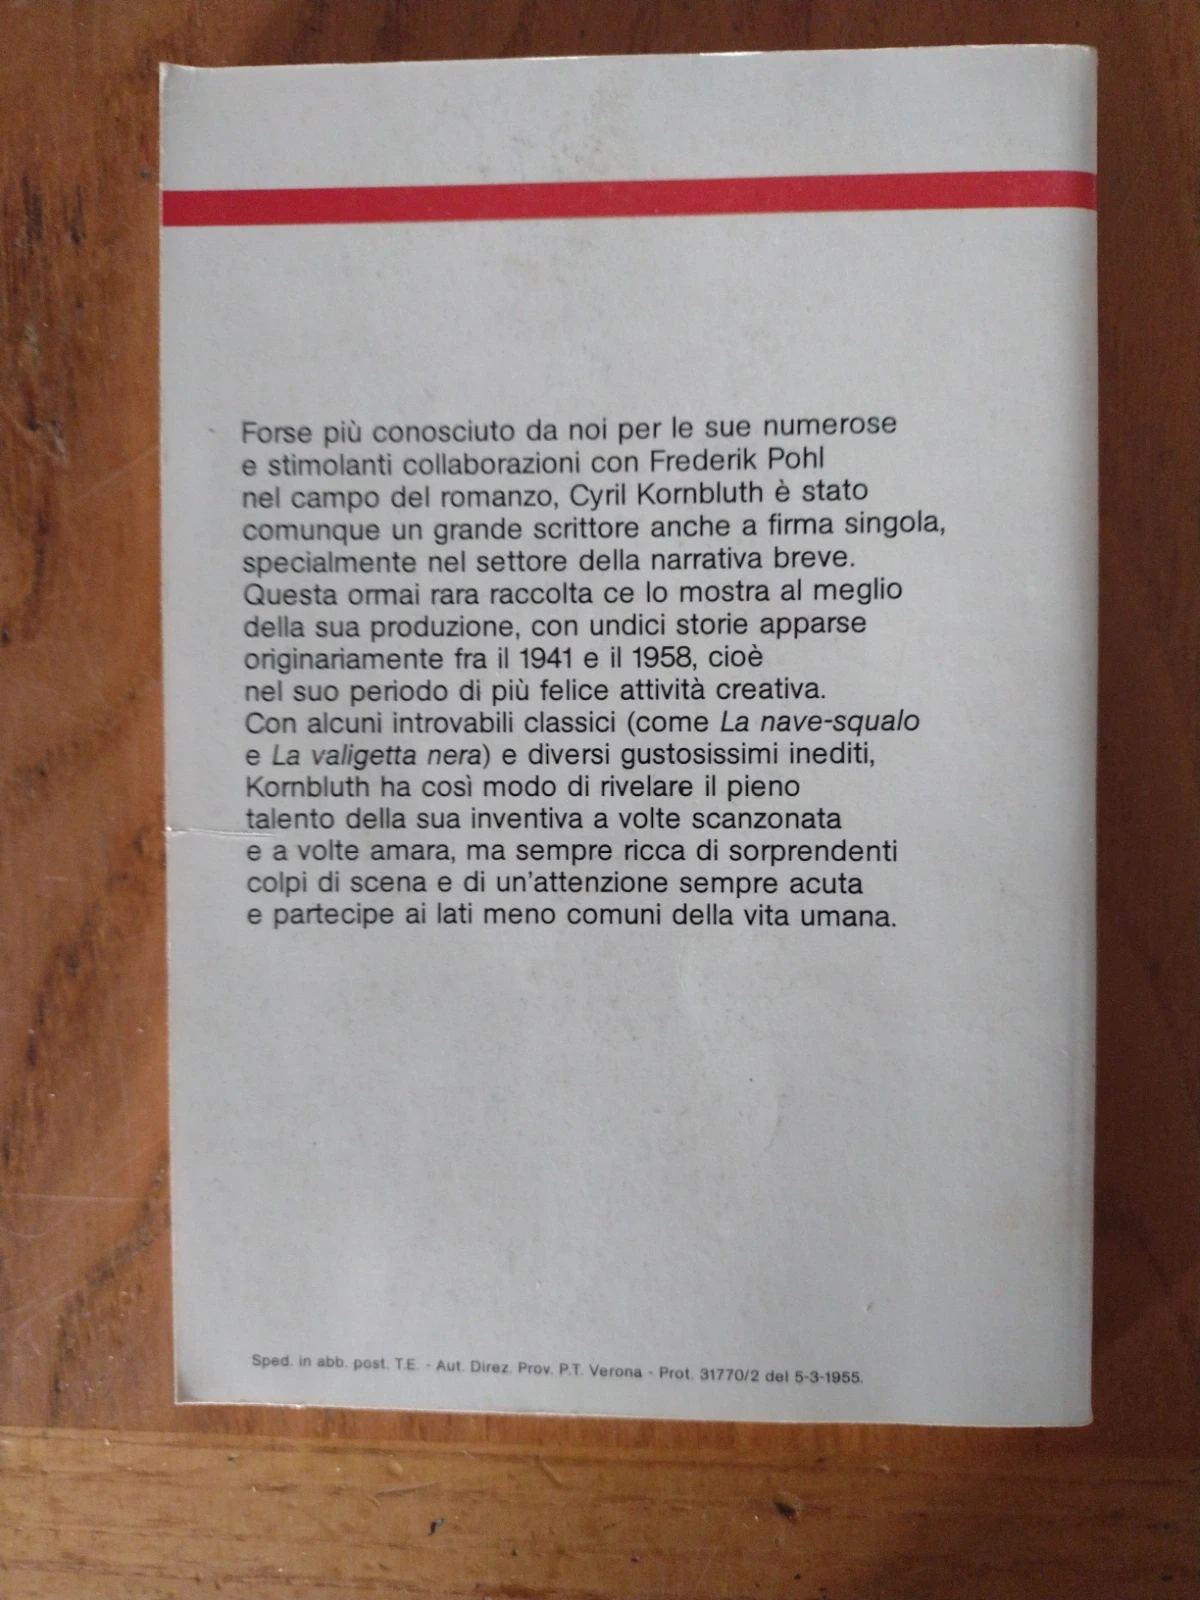 Forse più conosciuto da noi per le sue numerose
e stimolanti collaborazioni con Frederik Pohl
nel campo del romanzo, Cyril Kornbluth è stato
comunque un grande scrittore anche a firma singola,
specialmente nel settore della narrativa breve.
Questa ormai rara raccolta ce lo mostra al meglio
della sua produzione, con undici storie apparse
originariamente fra il 1941 e il 1958, cioè
nel suo periodo di più felice attività creativa.
Con alcuni introvabili classici (come La nave-squalo
e La valigetta nera) e diversi gustosissimi inediti,
Kornbluth ha così modo di rivelare il pieno
talento della sua inventiva a volte scanzonata
e a volte amara, ma sempre ricca di sorprendenti
colpi di scena e di un'attenzione sempre acuta
e partecipe ai lati meno comuni della vita umana.
Sped. in abb. post. T.E. - Aut. Direz. Prov. P.T. Verona - Prot. 31770/2 del 5-3-1955.